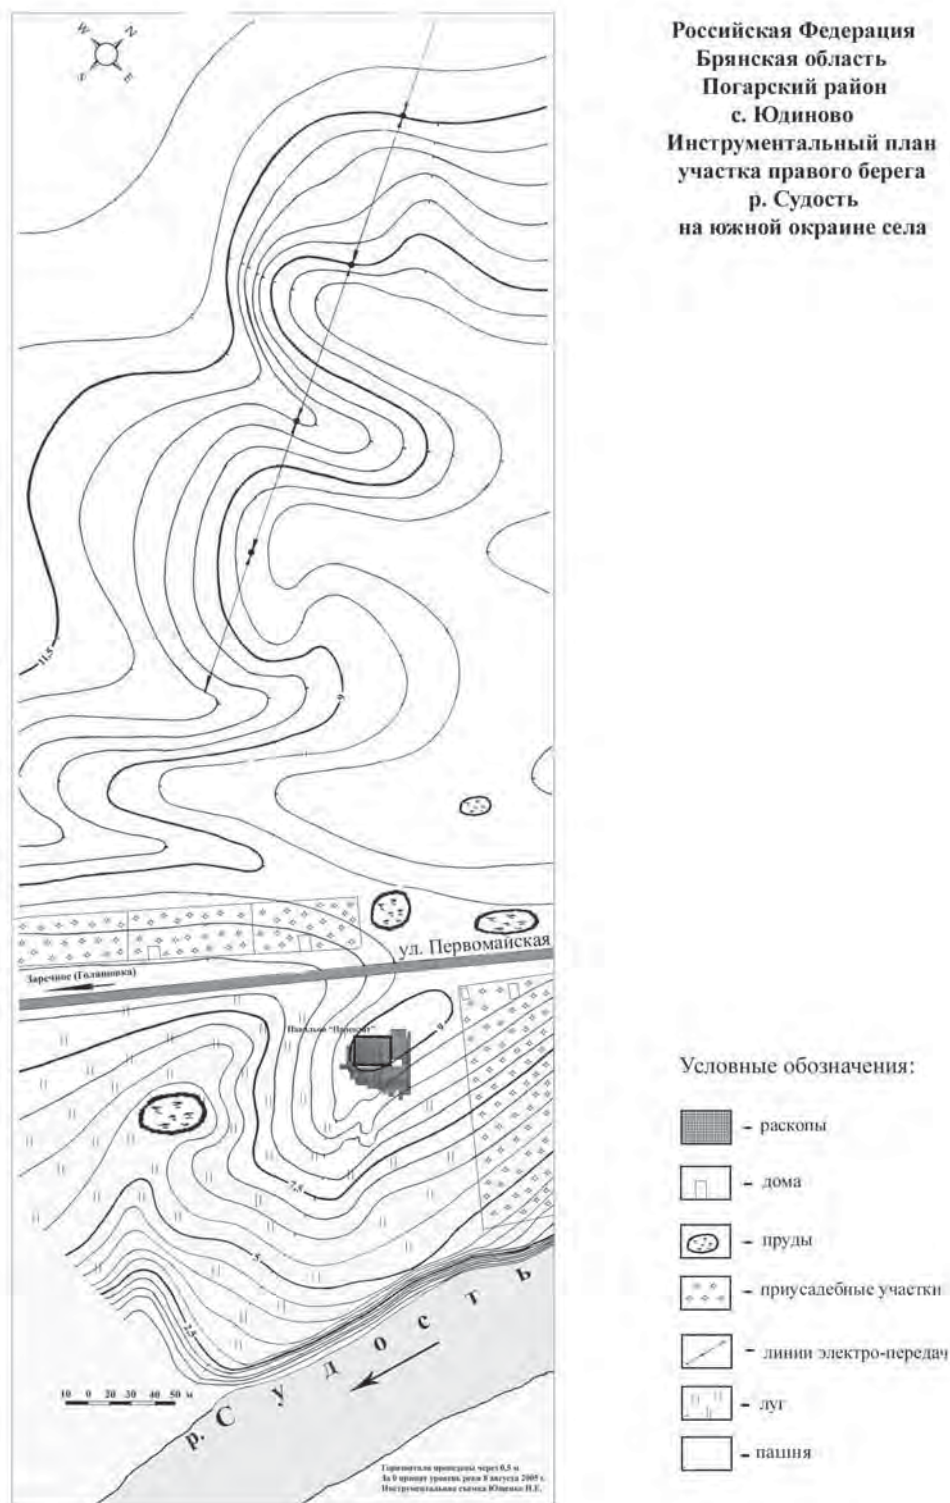 Российская Федерация
Брянская область
Погарский район
с. Юдиново
Инструментальный план
участка правого берега
р. Судость
на южной окраине села
W N
S E
11,5
9
ул. Первомайская
Заречное (Голяновка)
Павильон
9
7,5
5
2,5
10 0 20 30 40 50 м
р. Судость
Горизонтали проведены через 0,5 м
За 0 принят уровень реки 8 августа 2005 г.
Инструментальная съемка Ющенко Н.Е.
Условные обозначения:
- раскопы
- дома
- пруды
- приусадебные участки
- линии электро-передач
- луг
- пашня